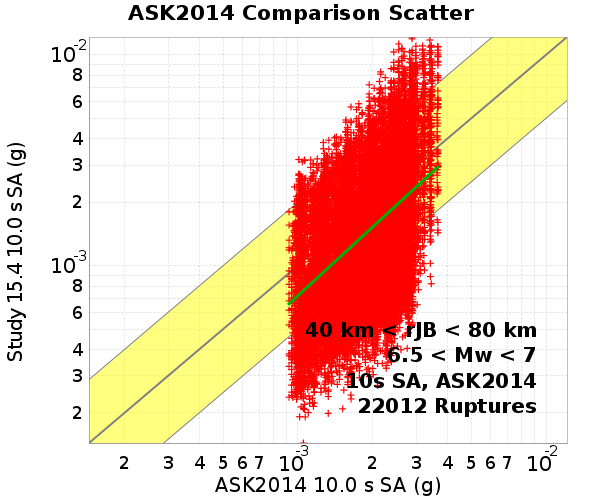 ASK2014 Comparison Scatter
Study 15.4 10.0 s SA (g)
10-2
8
6
4
3
2
10-3
8
6
4
3
2
40 km < rJB < 80 km
6.5 < Mw < 7
10s SA, ASK2014
22012 Ruptures
2 3 4 5 6 7 10-3 2 3 4 5 6 7 10-2
ASK2014 10.0 s SA (g)